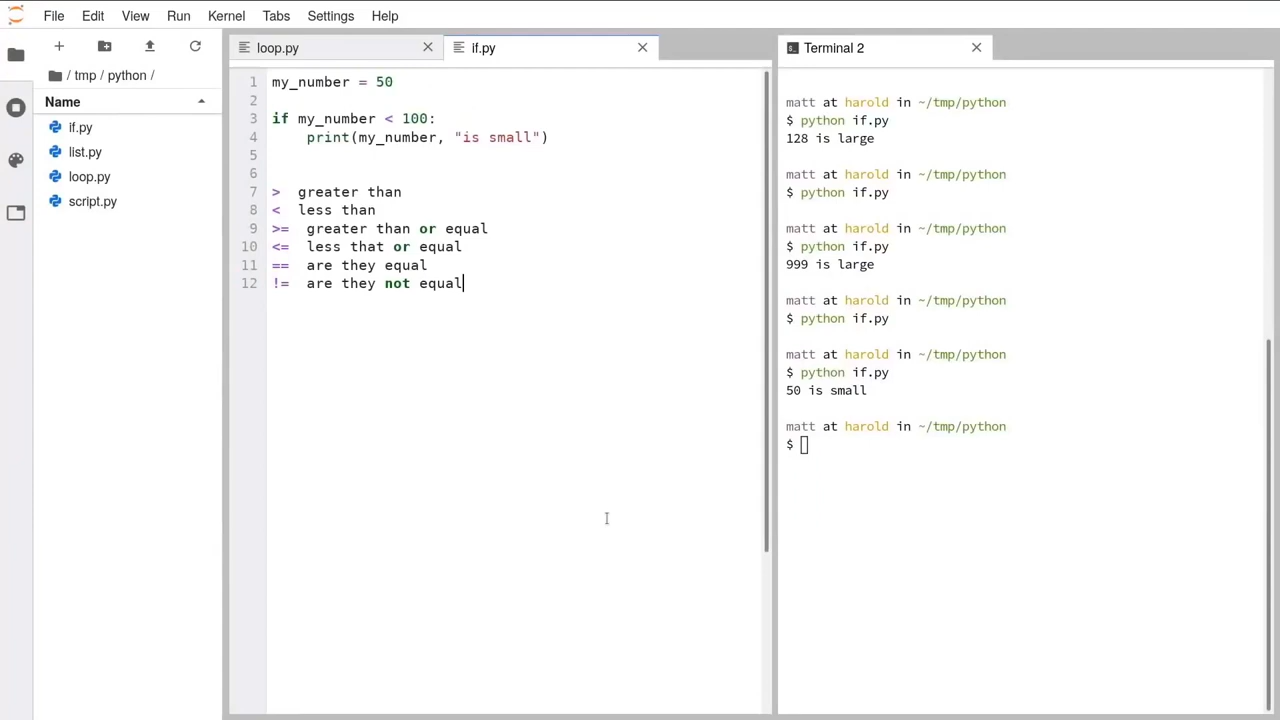 File Edit View Run Kernel Tabs Settings Help
/ tmp / python /
Name
if.py
list.py
loop.py
script.py
loop.py
if.py
1 my_number = 50
2
3 if my_number < 100:
4     print(my_number, "is small")
5
6
7 >  greater than
8 <  less than
9 >=  greater than or equal
10 <=  less that or equal
11 ==  are they equal
12 !=  are they not equal
Terminal 2
matt at harold in ~/tmp/python
$ python if.py
128 is large
matt at harold in ~/tmp/python
$ python if.py
matt at harold in ~/tmp/python
$ python if.py
999 is large
matt at harold in ~/tmp/python
$ python if.py
matt at harold in ~/tmp/python
$ python if.py
50 is small
matt at harold in ~/tmp/python
$